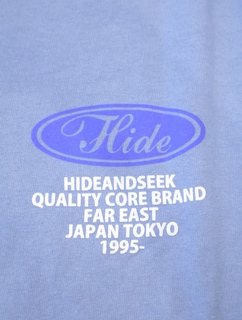 Hide
HIDEANDSEEK
QUALITY CORE BRAND
FAR EAST
JAPAN TOKYO
1995-